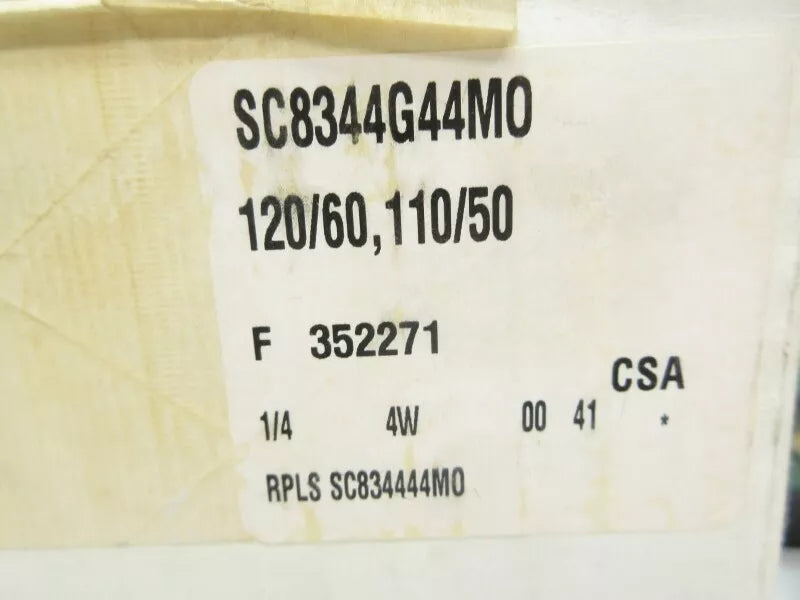 SC8344G44MO
120/60,110/50
F 352271
CSA
1/4 4W 00 41 *
RPLS SC834444MO